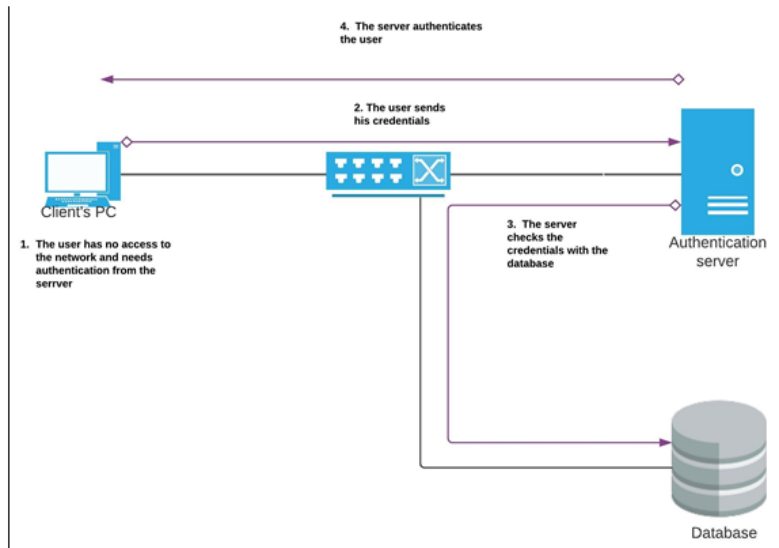 4. The server authenticates
the user
2. The user sends
his credentials
Client's PC
1. The user has no access to
the network and needs
authentication from the
serrver
3. The server
checks the
credentials with the
database
Authentication
server
Database